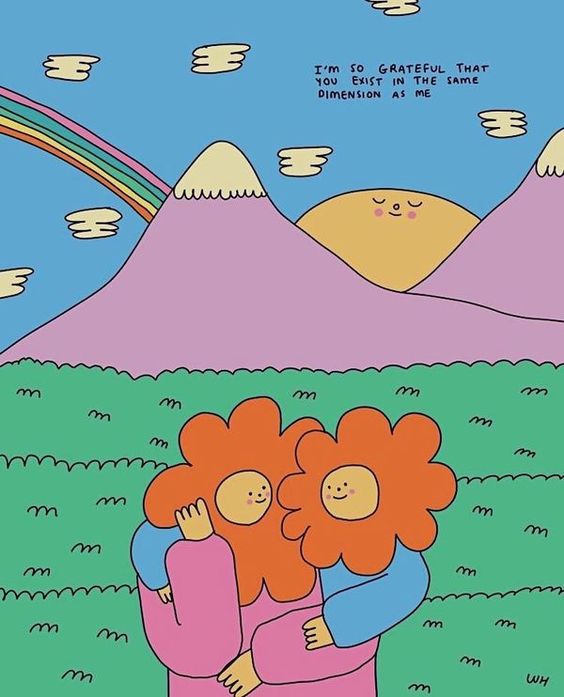 I'M SO GRATEFUL THAT
YOU EXIST IN THE SAME
DIMENSION AS ME
WH